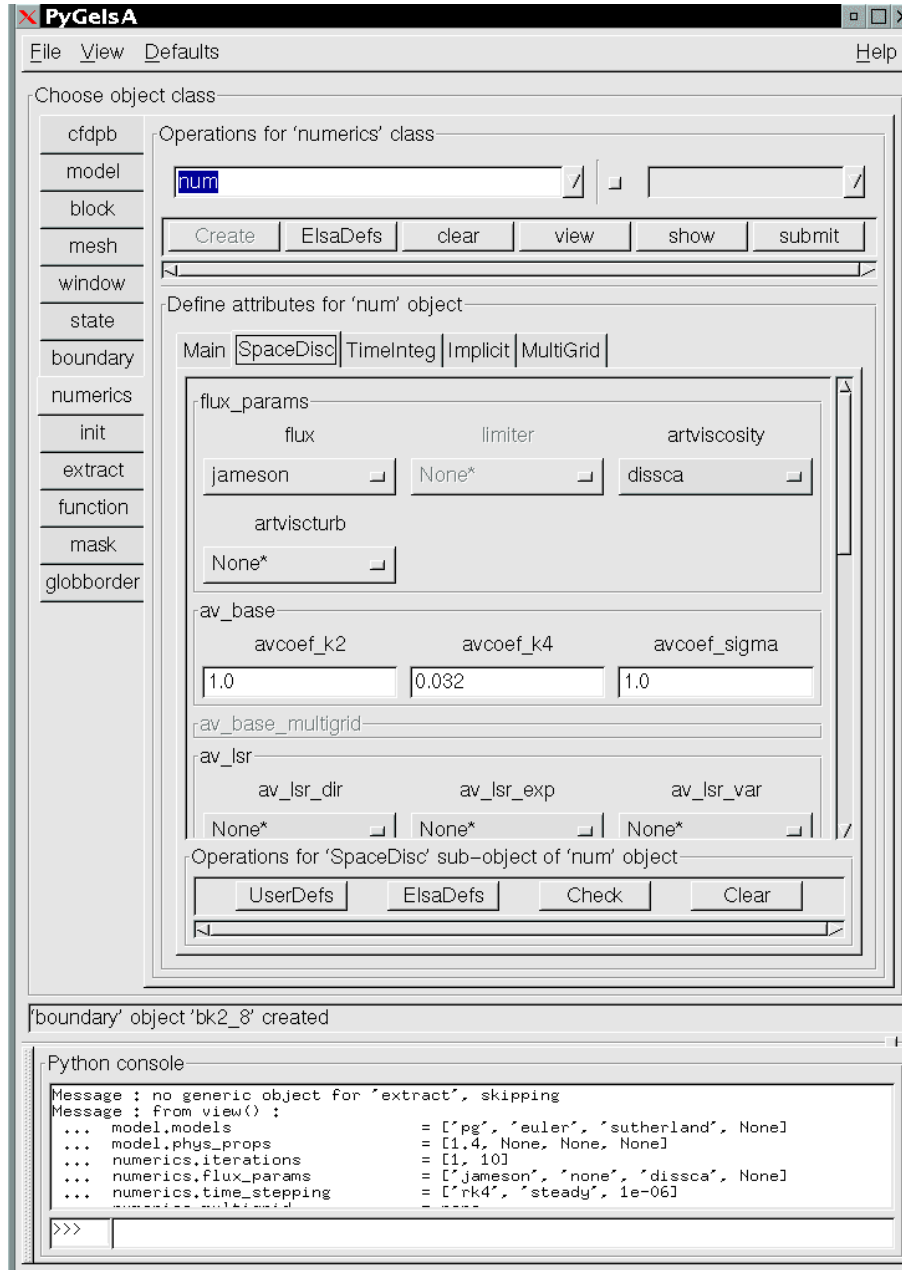 PyGelsA
File View Defaults Help
Choose object class
cfdpb
model
block
mesh
window
state
boundary
numerics
init
extract
function
mask
globborder
Operations for 'numerics' class
num
Create ElsaDefs clear view show submit
Define attributes for 'num' object
Main SpaceDisc TimeInteg Implicit MultiGrid
flux_params
flux limiter artviscosity
jameson None* dissca
artviscturb
None*
av_base
avcoef_k2 avcoef_k4 avcoef_sigma
1.0 0.032 1.0
av_base_multigrid
av_lsr
av_lsr_dir av_lsr_exp av_lsr_var
None* None* None*
Operations for 'SpaceDisc' sub-object of 'num' object
UserDefs ElsaDefs Check Clear
'boundary' object 'bk2_8' created
Python console
Message : no generic object for 'extract', skipping
Message : from view() :
... model.models = ['pg', 'euler', 'sutherland', None]
... model.phys_props = [1.4, None, None, None]
... numerics.iterations = [1, 10]
... numerics.flux_params = ['jameson', 'none', 'dissca', None]
... numerics.time_stepping = ['rk4', 'steady', 1e-06]
>>>